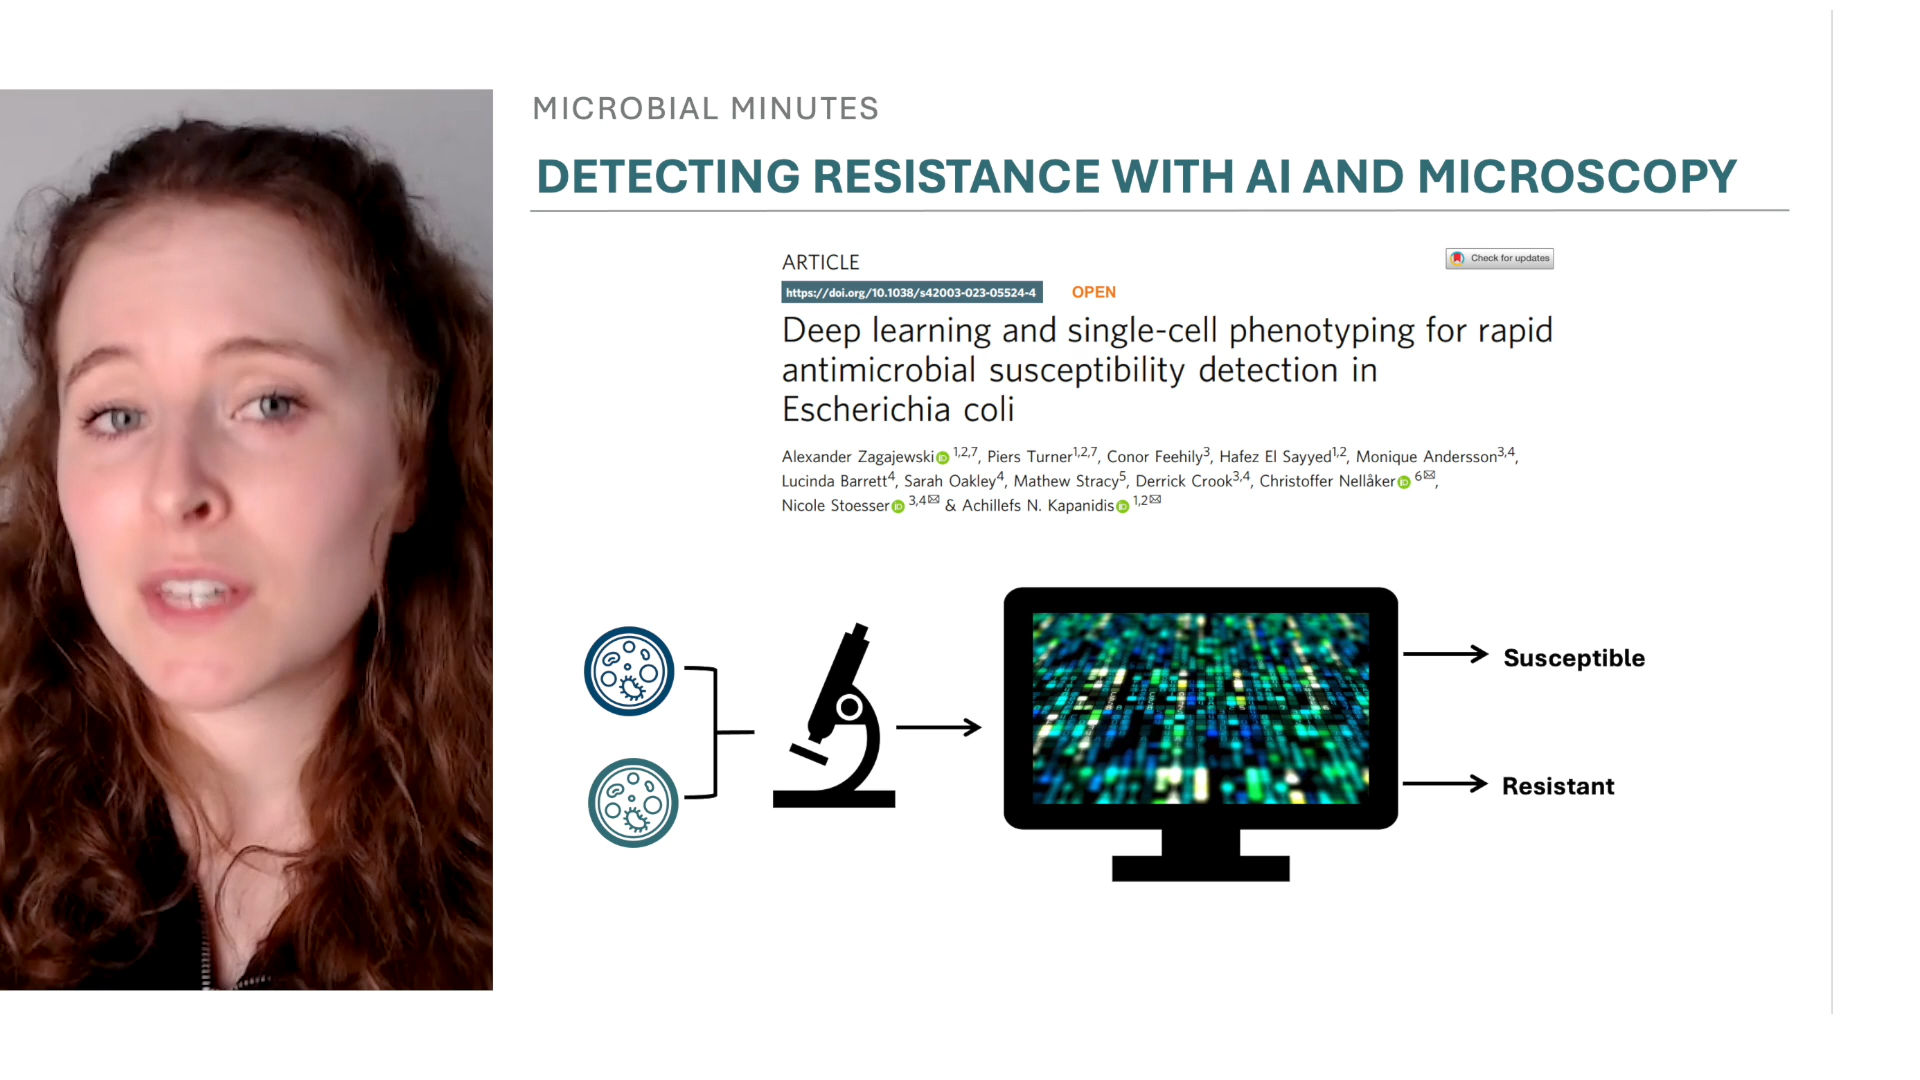 MICROBIAL MINUTES
DETECTING RESISTANCE WITH AI AND MICROSCOPY
ARTICLE
Check for updates
https://doi.org/10.1038/s42003-023-05524-4
OPEN
Deep learning and single-cell phenotyping for rapid
antimicrobial susceptibility detection in
Escherichia coli
Alexander Zagajewski iD 1,2,7, Piers Turner1,2,7, Conor Feehily3, Hafez El Sayyed1,2, Monique Andersson3,4,
Lucinda Barrett4, Sarah Oakley4, Mathew Stracy5, Derrick Crook3,4, Christoffer Nellåker iD 6✉,
Nicole Stoesser iD 3,4✉ & Achillefs N. Kapanidis iD 1,2✉
Susceptible
Resistant